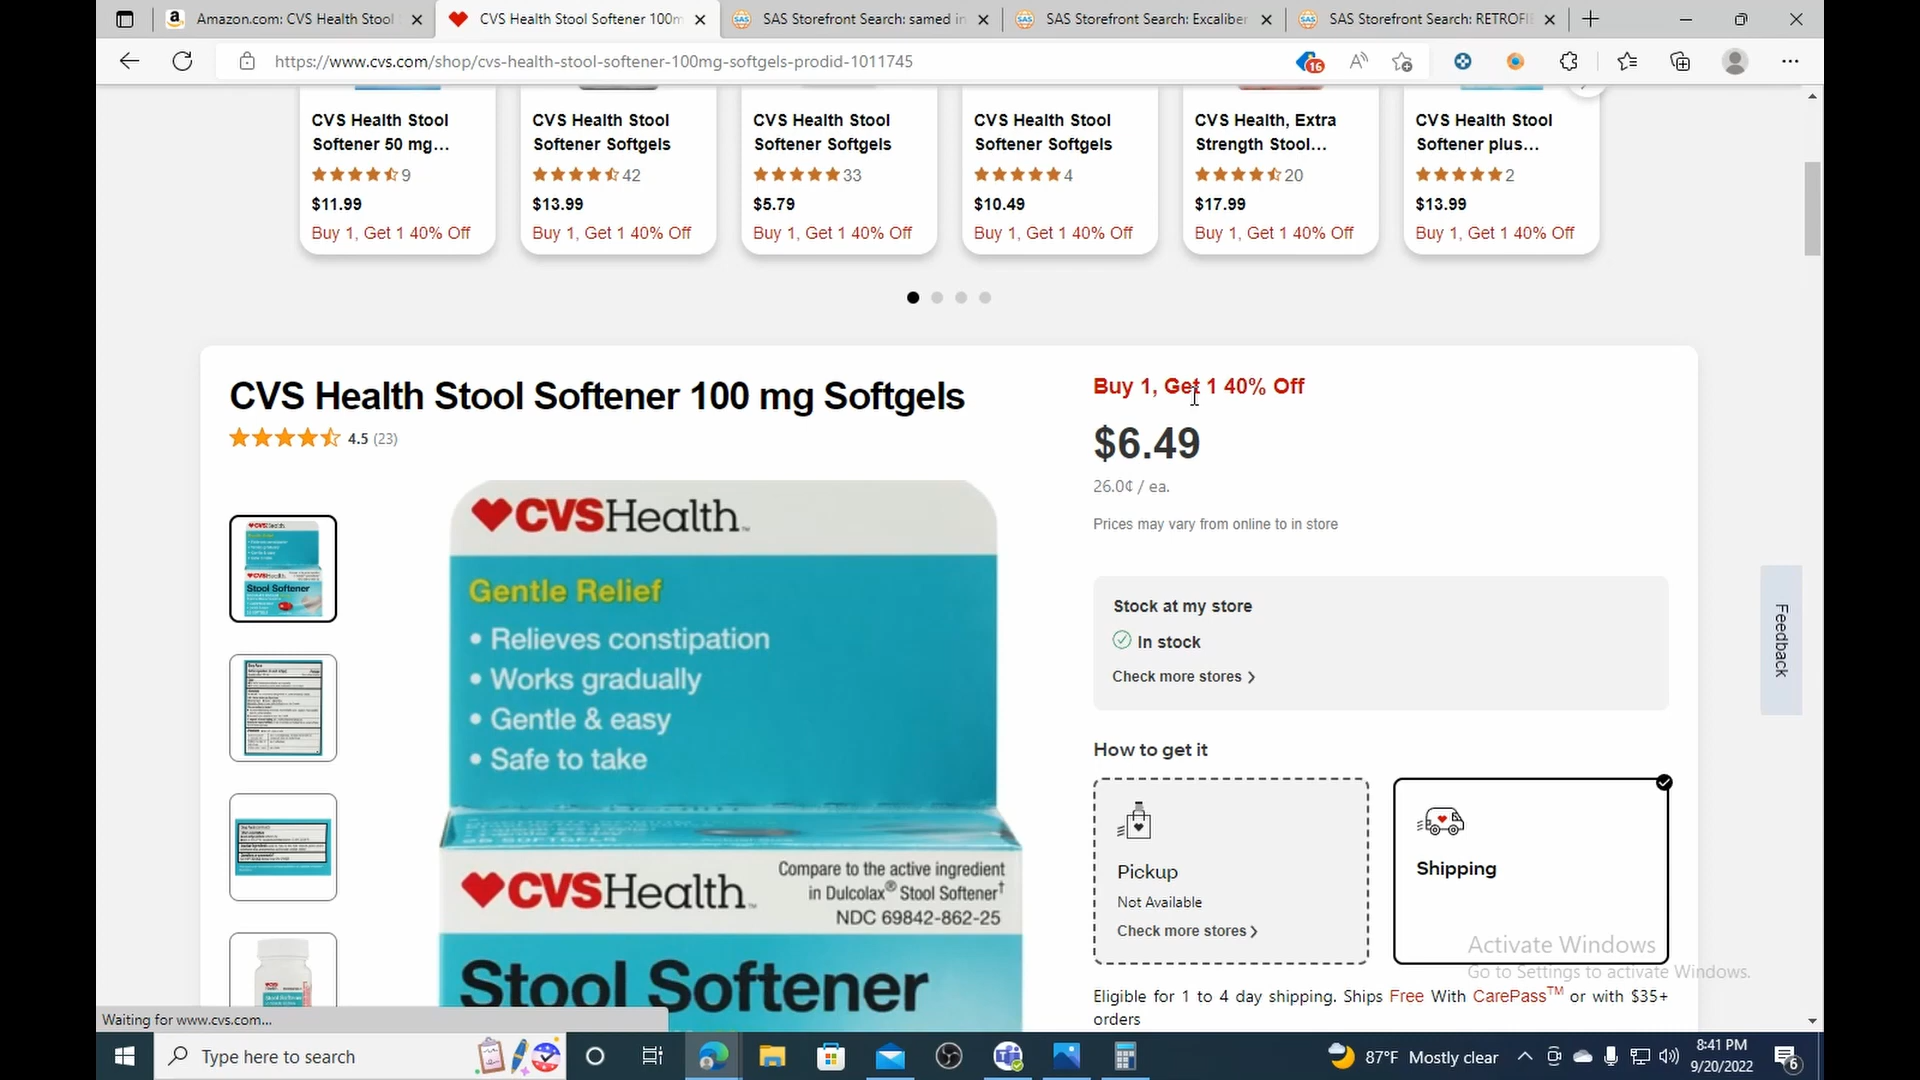 Amazon.com: CVS Health Stool
CVS Health Stool Softener 100m
SAS Storefront Search: samed in
SAS Storefront Search: Excaliber
SAS Storefront Search: RETROFI
https://www.cvs.com/shop/cvs-health-stool-softener-100mg-softgels-prodid-1011745
16
CVS Health Stool
Softener 50 mg...
9
$11.99
Buy 1, Get 1 40% Off
CVS Health Stool
Softener Softgels
42
$13.99
Buy 1, Get 1 40% Off
CVS Health Stool
Softener Softgels
33
$5.79
Buy 1, Get 1 40% Off
CVS Health Stool
Softener Softgels
4
$10.49
Buy 1, Get 1 40% Off
CVS Health, Extra
Strength Stool...
20
$17.99
Buy 1, Get 1 40% Off
CVS Health Stool
Softener plus...
2
$13.99
Buy 1, Get 1 40% Off
CVS Health Stool Softener 100 mg Softgels
4.5 (23)
CVSHealth™
Gentle Relief
• Relieves constipation
• Works gradually
• Gentle & easy
• Safe to take
CVSHealth™
Compare to the active ingredient
in Dulcolax® Stool Softener†
NDC 69842-862-25
Stool Softener
Buy 1, Get 1 40% Off
$6.49
26.0¢ / ea.
Prices may vary from online to in store
Stock at my store
In stock
Check more stores >
How to get it
Pickup
Not Available
Check more stores >
Shipping
Eligible for 1 to 4 day shipping. Ships Free With CarePass™ or with $35+
orders
Feedback
Activate Windows
Go to Settings to activate Windows.
Waiting for www.cvs.com...
Type here to search
87°F Mostly clear
8:41 PM
9/20/2022
6